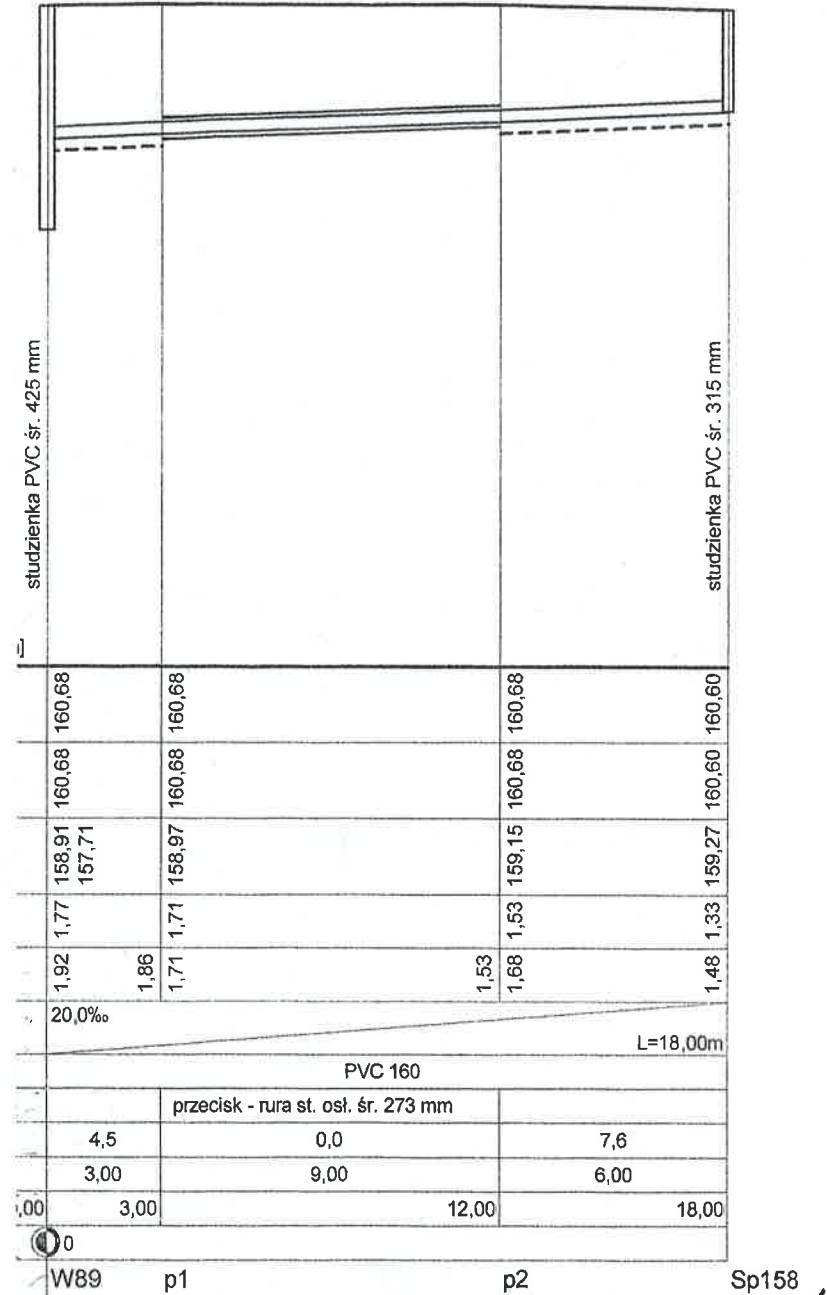 studzienka PVC śr. 425 mm
studzienka PVC śr. 315 mm
]
160,68 160,68 160,68 160,60
160,68 160,68 160,68 160,60
158,91 158,97 159,15 159,27
157,71
1,77 1,71 1,53 1,33
1,92 1,86 1,71 1,53 1,68 1,48
20,0‰
L=18,00m
PVC 160
przecisk - rura st. osł. śr. 273 mm
4,5 0,0 7,6
3,00 9,00 6,00
,00 3,00 12,00 18,00
0
W89 p1 p2 Sp158